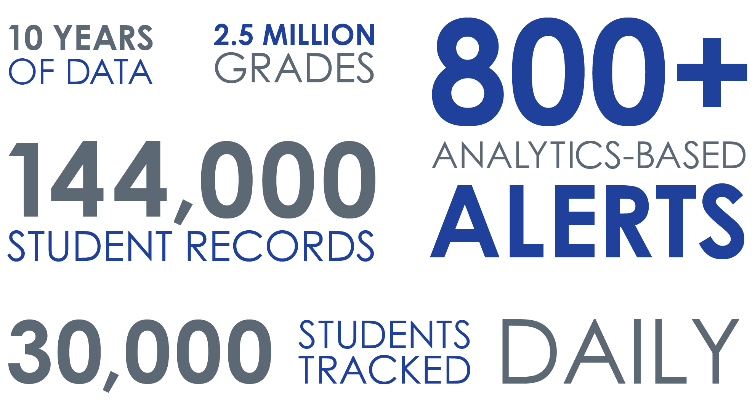 10 YEARS
OF DATA
2.5 MILLION
GRADES
800+
ANALYTICS-BASED
ALERTS
144,000
STUDENT RECORDS
30,000
STUDENTS
TRACKED
DAILY